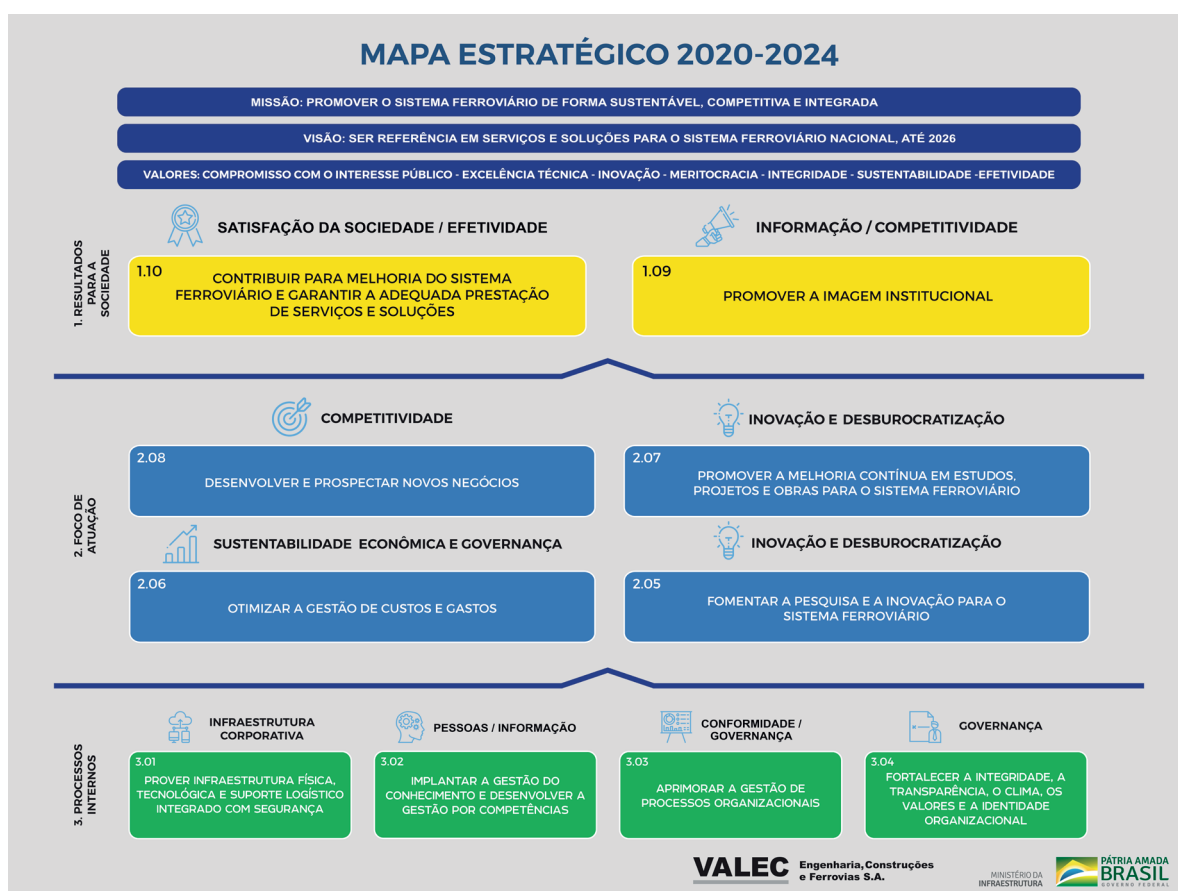 MAPA ESTRATÉGICO 2020-2024
MISSÃO: PROMOVER O SISTEMA FERROVIÁRIO DE FORMA SUSTENTÁVEL, COMPETITIVA E INTEGRADA
VISÃO: SER REFERÊNCIA EM SERVIÇOS E SOLUÇÕES PARA O SISTEMA FERROVIÁRIO NACIONAL, ATÉ 2026
VALORES: COMPROMISSO COM O INTERESSE PÚBLICO - EXCELÊNCIA TÉCNICA - INOVAÇÃO - MERITOCRACIA - INTEGRIDADE - SUSTENTABILIDADE -EFETIVIDADE
1. RESULTADOS
PARA A
SOCIEDADE
SATISFAÇÃO DA SOCIEDADE / EFETIVIDADE
1.10
CONTRIBUIR PARA MELHORIA DO SISTEMA
FERROVIÁRIO E GARANTIR A ADEQUADA PRESTAÇÃO
DE SERVIÇOS E SOLUÇÕES
INFORMAÇÃO / COMPETITIVIDADE
1.09
PROMOVER A IMAGEM INSTITUCIONAL
2. FOCO DE
ATUAÇÃO
COMPETITIVIDADE
2.08
DESENVOLVER E PROSPECTAR NOVOS NEGÓCIOS
INOVAÇÃO E DESBUROCRATIZAÇÃO
2.07
PROMOVER A MELHORIA CONTÍNUA EM ESTUDOS,
PROJETOS E OBRAS PARA O SISTEMA FERROVIÁRIO
SUSTENTABILIDADE ECONÔMICA E GOVERNANÇA
2.06
OTIMIZAR A GESTÃO DE CUSTOS E GASTOS
INOVAÇÃO E DESBUROCRATIZAÇÃO
2.05
FOMENTAR A PESQUISA E A INOVAÇÃO PARA O
SISTEMA FERROVIÁRIO
3. PROCESSOS
INTERNOS
INFRAESTRUTURA
CORPORATIVA
3.01
PROVER INFRAESTRUTURA FÍSICA,
TECNOLÓGICA E SUPORTE LOGÍSTICO
INTEGRADO COM SEGURANÇA
PESSOAS / INFORMAÇÃO
3.02
IMPLANTAR A GESTÃO DO
CONHECIMENTO E DESENVOLVER A
GESTÃO POR COMPETÊNCIAS
CONFORMIDADE /
GOVERNANÇA
3.03
APRIMORAR A GESTÃO DE
PROCESSOS ORGANIZACIONAIS
GOVERNANÇA
3.04
FORTALECER A INTEGRIDADE, A
TRANSPARÊNCIA, O CLIMA, OS
VALORES E A IDENTIDADE
ORGANIZACIONAL
VALEC
Engenharia, Construções
e Ferrovias S.A.
MINISTÉRIO DA
INFRAESTRUTURA
PÁTRIA AMADA
BRASIL
GOVERNO FEDERAL